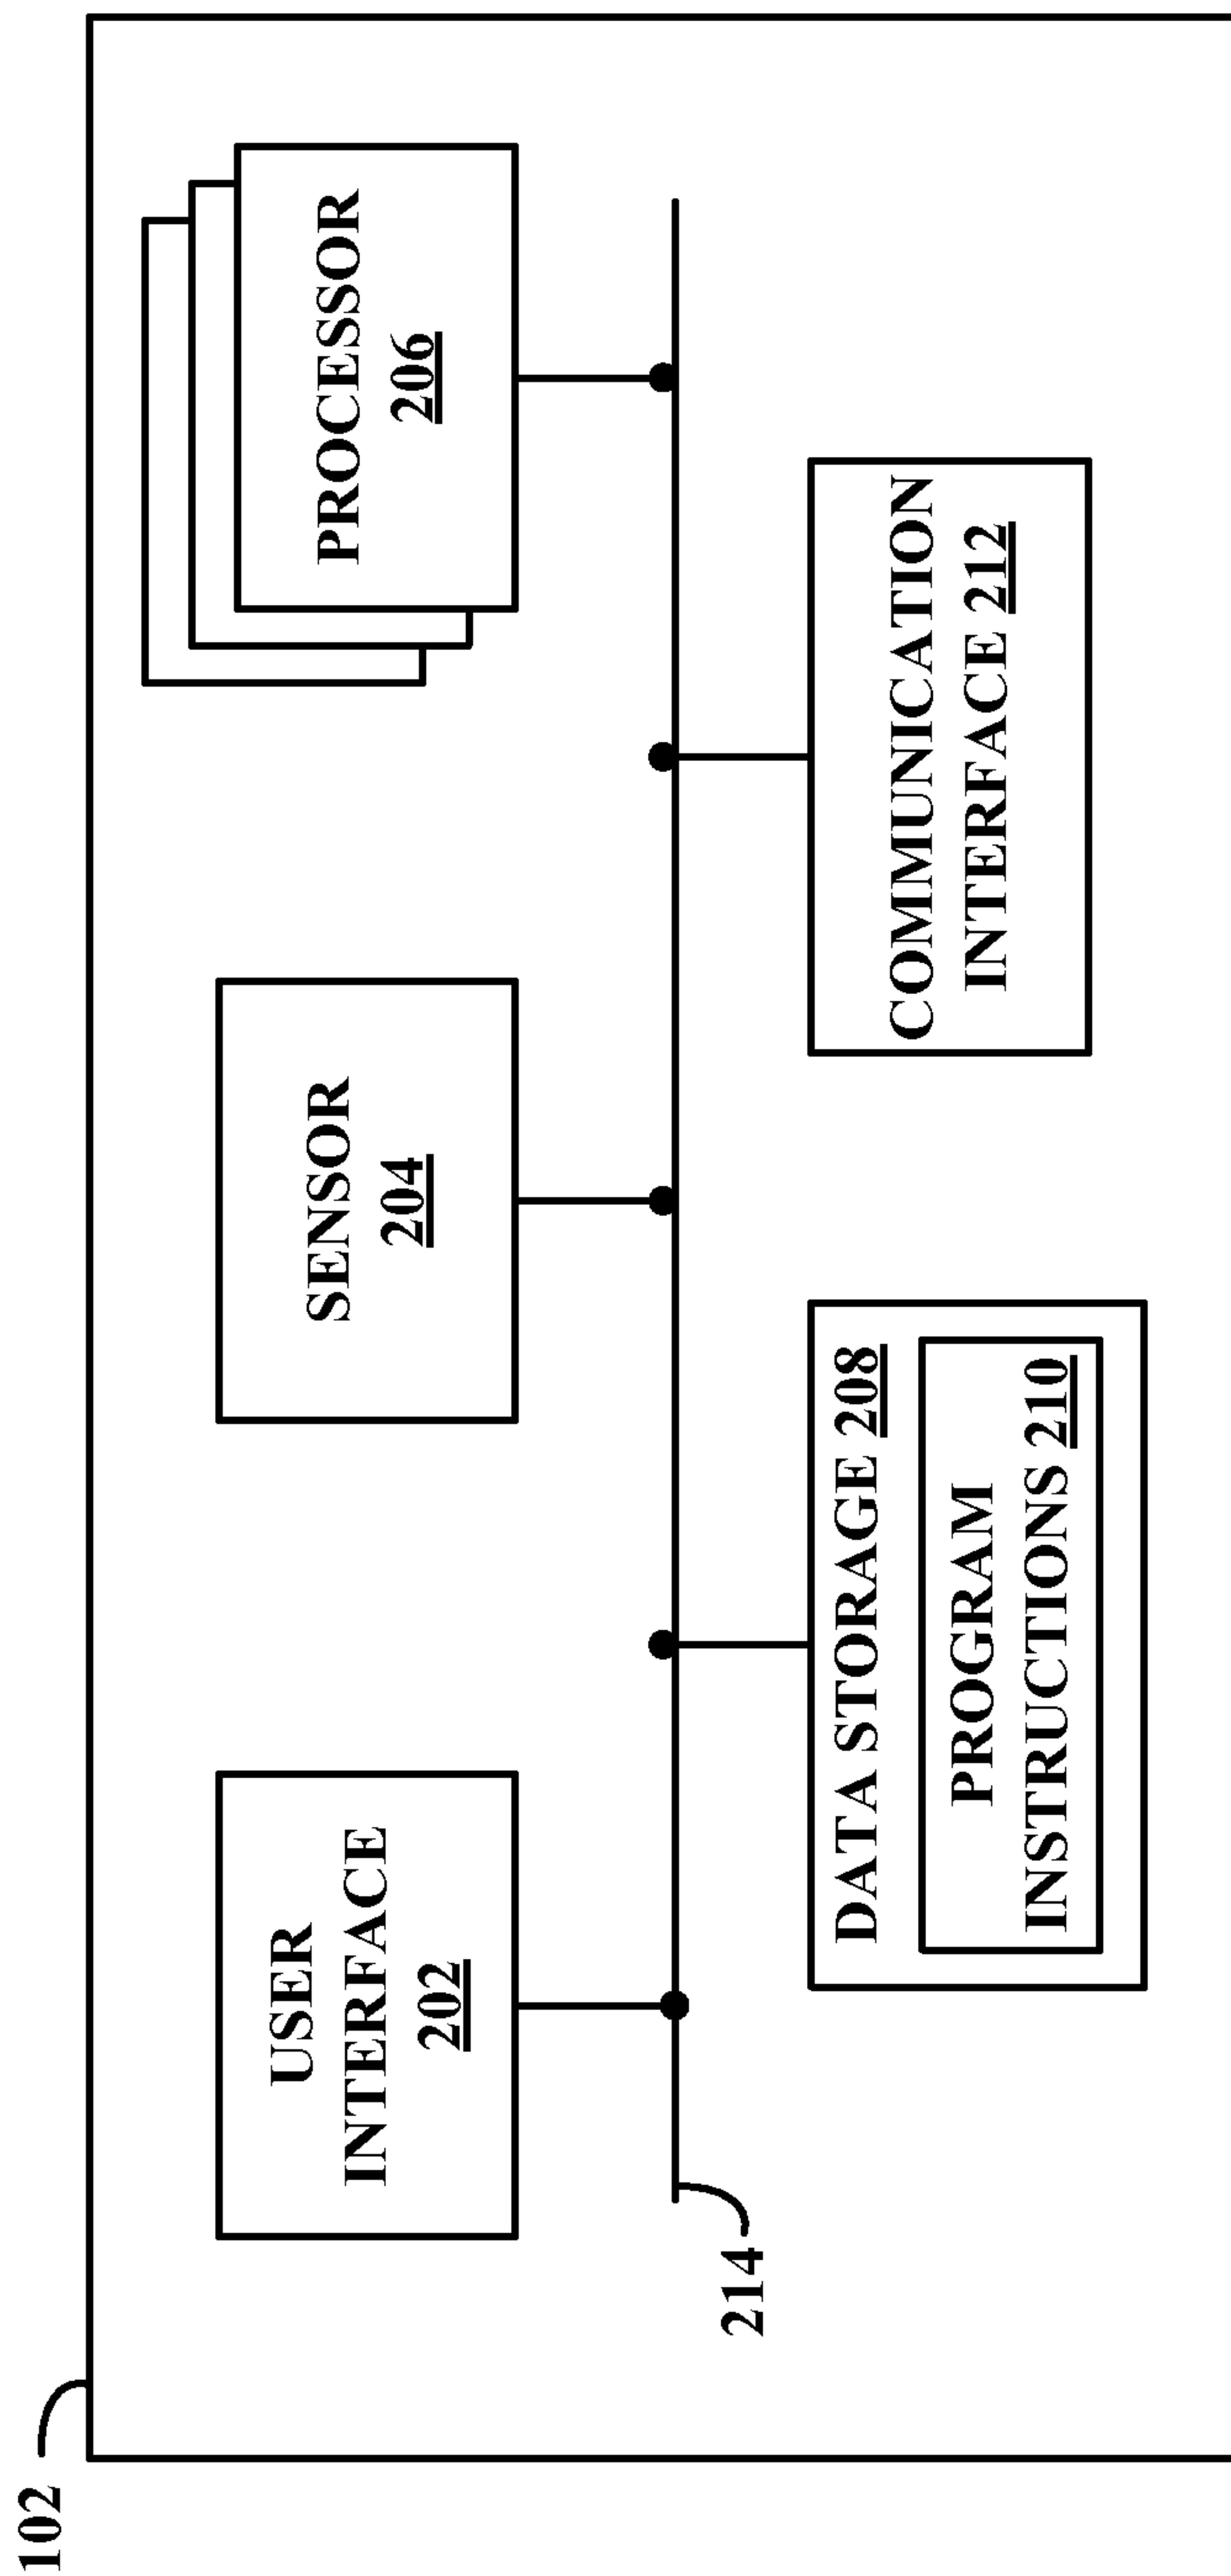 102
USER
INTERFACE
202
SENSOR
204
PROCESSOR
206
214
DATA STORAGE 208
PROGRAM
INSTRUCTIONS 210
COMMUNICATION
INTERFACE 212